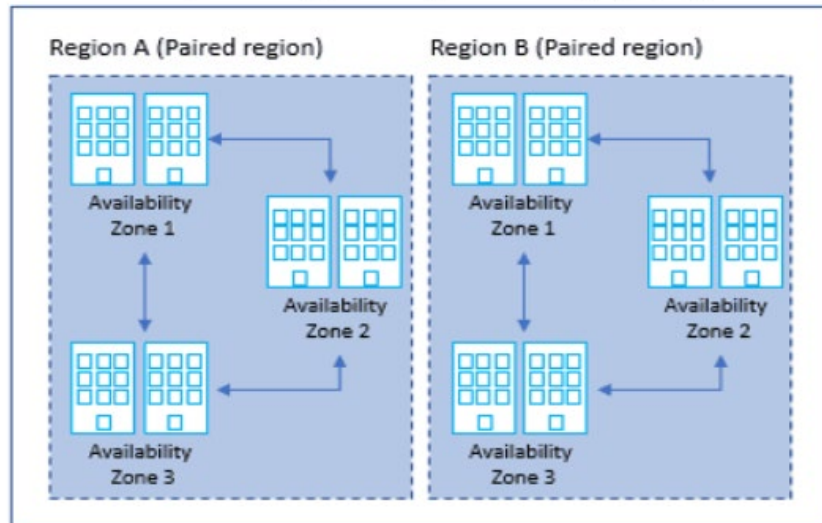 Region A (Paired region)
Availability
Zone 1
Availability
Zone 2
Availability
Zone 3
Region B (Paired region)
Availability
Zone 1
Availability
Zone 2
Availability
Zone 3